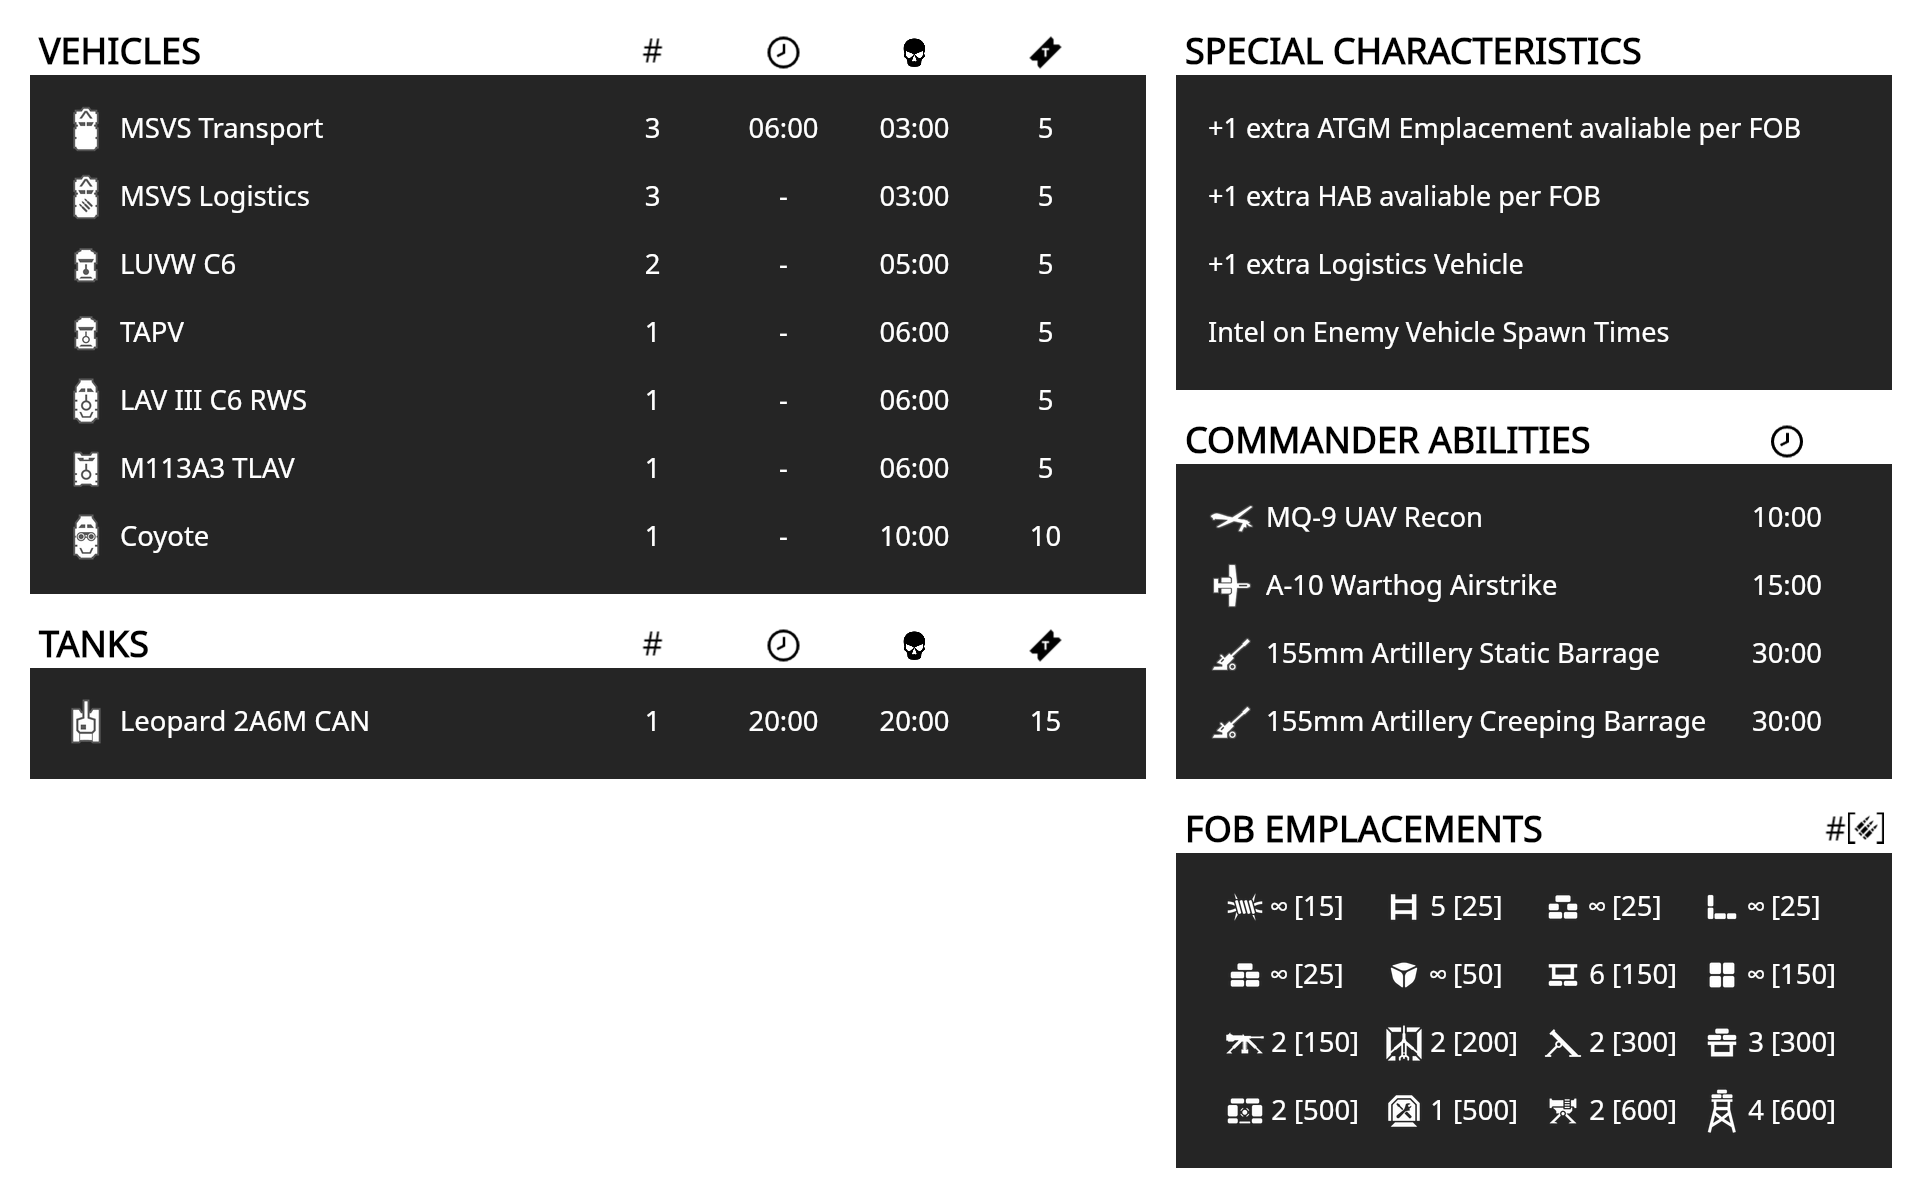 VEHICLES #
MSVS Transport 3 06:00 03:00 5
MSVS Logistics 3 - 03:00 5
LUVW C6 2 - 05:00 5
TAPV 1 - 06:00 5
LAV III C6 RWS 1 - 06:00 5
M113A3 TLAV 1 - 06:00 5
Coyote 1 - 10:00 10
TANKS #
Leopard 2A6M CAN 1 20:00 20:00 15
SPECIAL CHARACTERISTICS
+1 extra ATGM Emplacement avaliable per FOB
+1 extra HAB avaliable per FOB
+1 extra Logistics Vehicle
Intel on Enemy Vehicle Spawn Times
COMMANDER ABILITIES
MQ-9 UAV Recon 10:00
A-10 Warthog Airstrike 15:00
155mm Artillery Static Barrage 30:00
155mm Artillery Creeping Barrage 30:00
FOB EMPLACEMENTS #[]
∞ [15] 5 [25] ∞ [25] ∞ [25]
∞ [25] ∞ [50] 6 [150] ∞ [150]
2 [150] 2 [200] 2 [300] 3 [300]
2 [500] 1 [500] 2 [600] 4 [600]